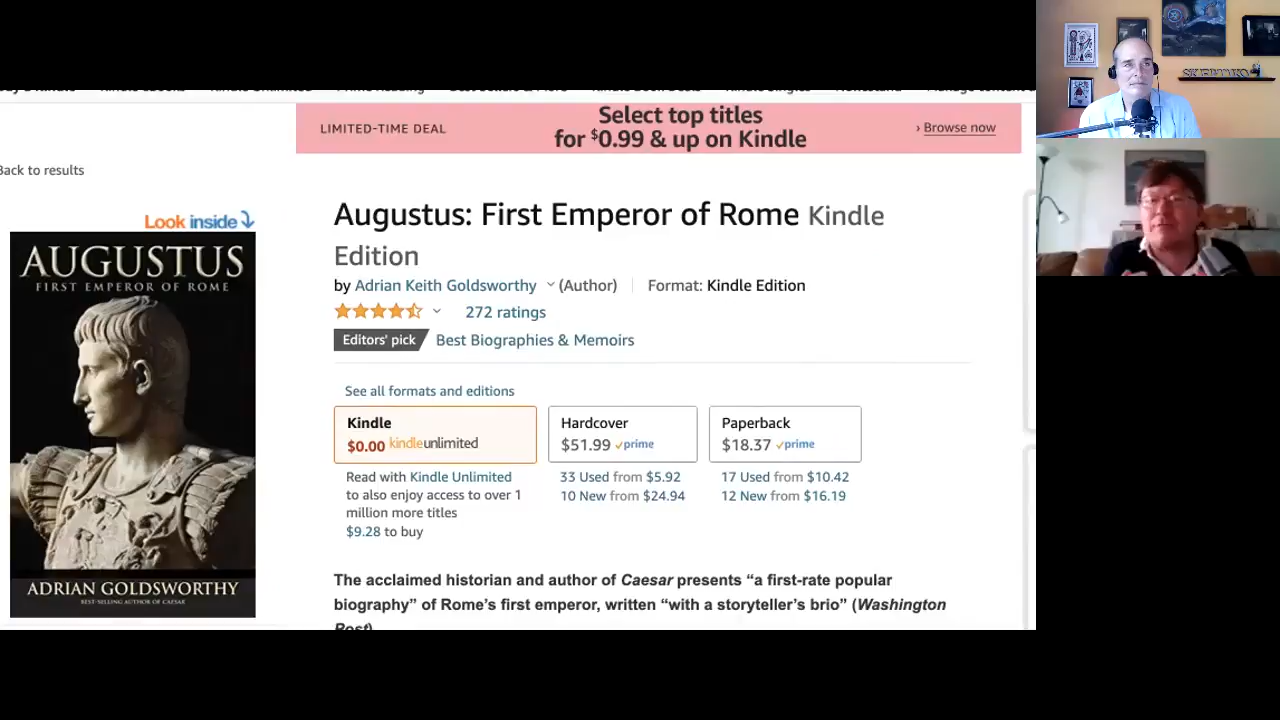 LIMITED-TIME DEAL
Select top titles
for $0.99 & up on Kindle
› Browse now
Back to results
Look inside
AUGUSTUS
FIRST EMPEROR OF ROME
ADRIAN GOLDSWORTHY
BEST-SELLING AUTHOR OF CAESAR
Augustus: First Emperor of Rome Kindle
Edition
by Adrian Keith Goldsworthy (Author) Format: Kindle Edition
272 ratings
Editors' pick Best Biographies & Memoirs
See all formats and editions
Kindle
$0.00 kindleunlimited
Read with Kindle Unlimited
to also enjoy access to over 1
million more titles
$9.28 to buy
Hardcover
$51.99 prime
33 Used from $5.92
10 New from $24.94
Paperback
$18.37 prime
17 Used from $10.42
12 New from $16.19
The acclaimed historian and author of Caesar presents “a first-rate popular
biography” of Rome’s first emperor, written “with a storyteller’s brio” (Washington
Post)
SKEPTIKO